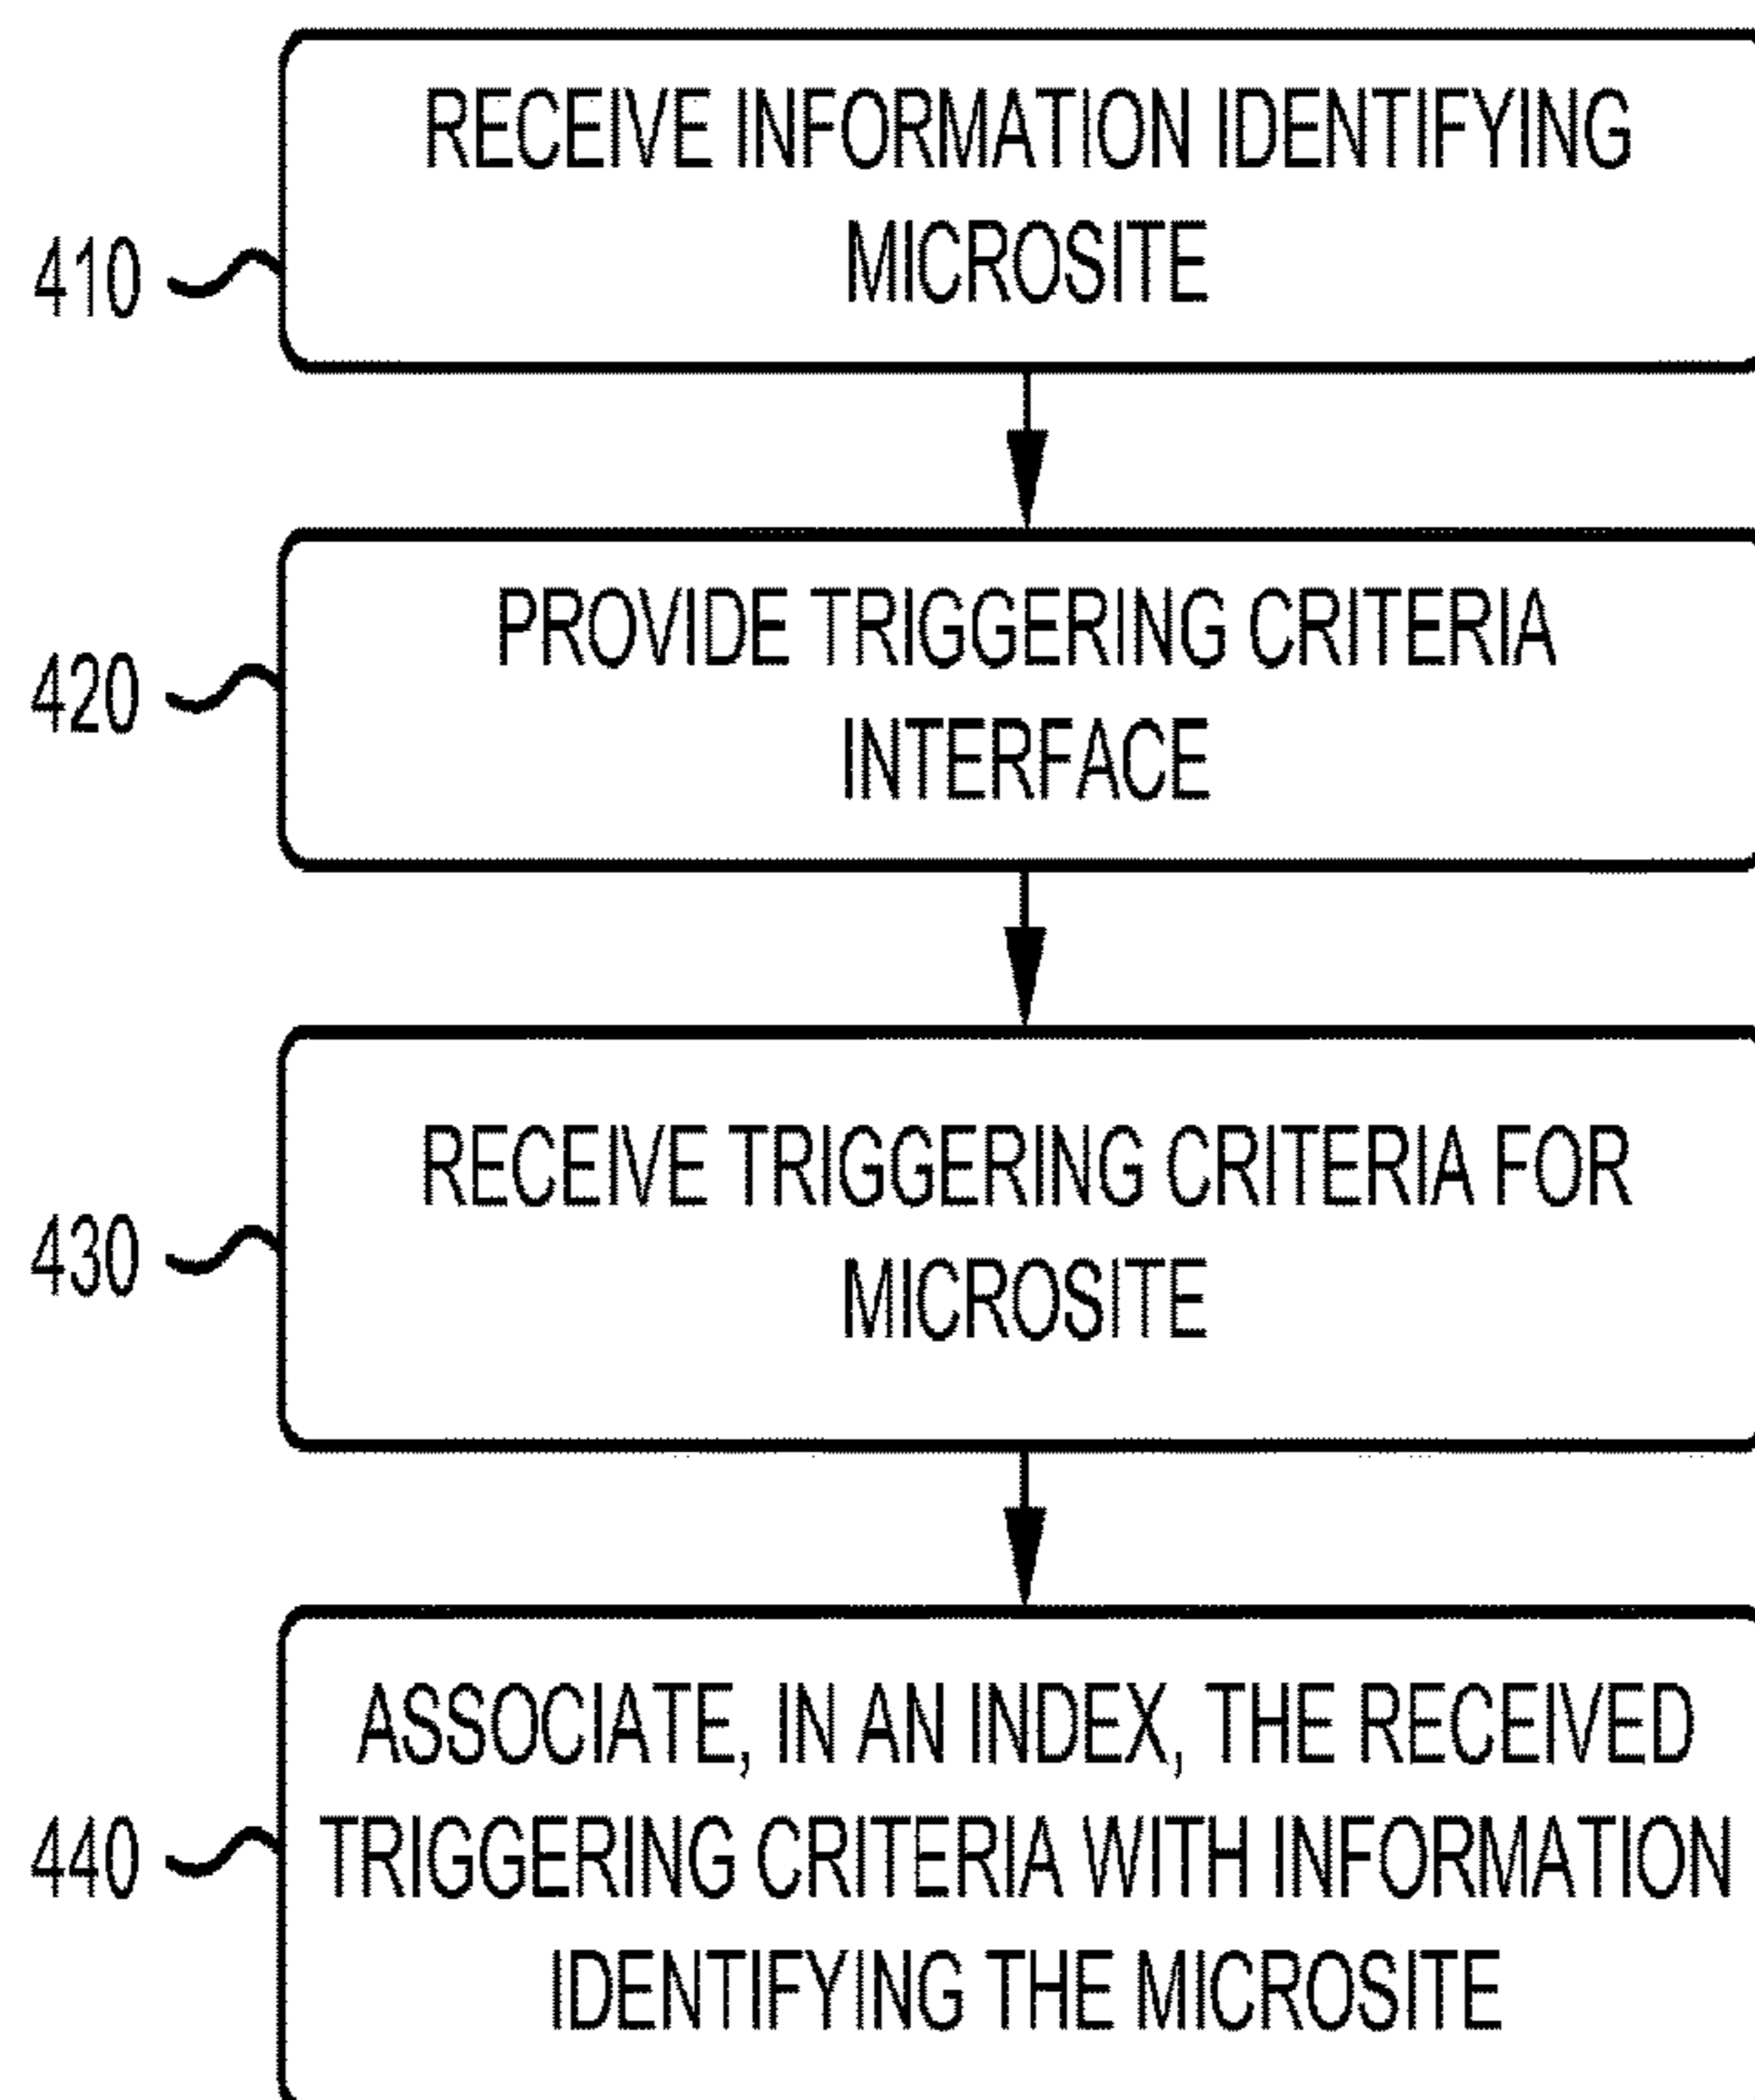 RECEIVE INFORMATION IDENTIFYING
MICROSITE
410
PROVIDE TRIGGERING CRITERIA
INTERFACE
420
RECEIVE TRIGGERING CRITERIA FOR
MICROSITE
430
ASSOCIATE, IN AN INDEX, THE RECEIVED
TRIGGERING CRITERIA WITH INFORMATION
IDENTIFYING THE MICROSITE
440